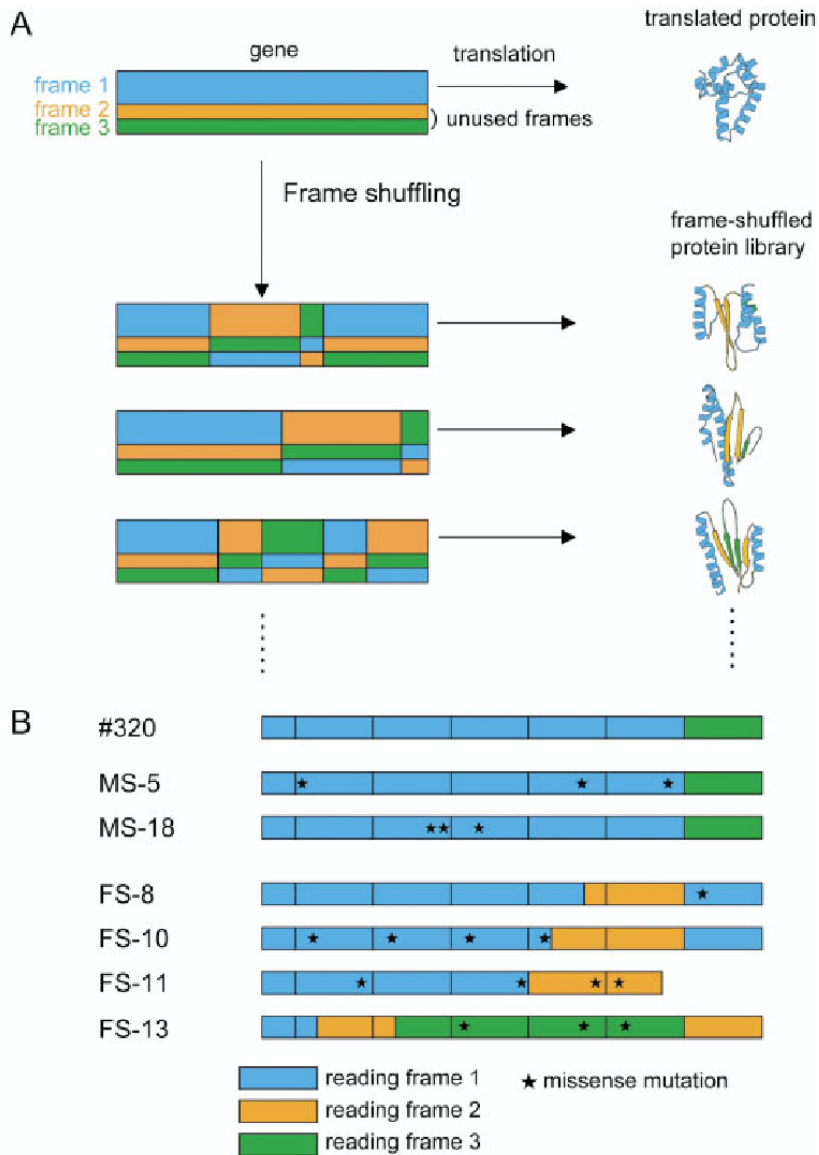 A
translated protein
gene
translation
frame 1
frame 2
frame 3
unused frames
Frame shuffling
frame-shuffled
protein library
B
#320
MS-5
MS-18
FS-8
FS-10
FS-11
FS-13
reading frame 1
★ missense mutation
reading frame 2
reading frame 3